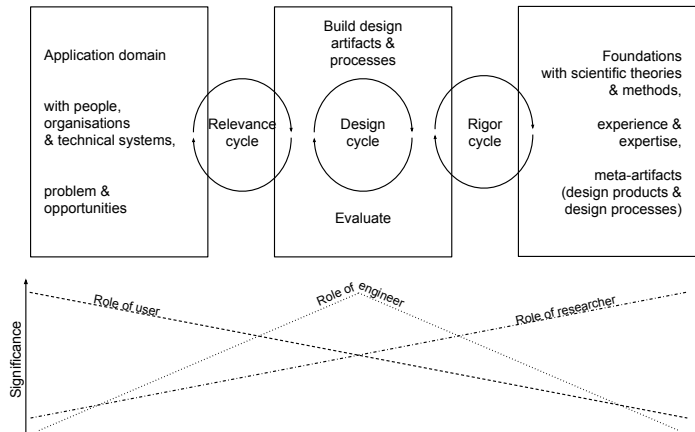 Application domain
with people,
organisations
& technical systems,
problem &
opportunities
Relevance
cycle
Build design
artifacts &
processes
Design
cycle
Evaluate
Rigor
cycle
Foundations
with scientific theories
& methods,
experience &
expertise,
meta-artifacts
(design products &
design processes)
Significance
Role of user
Role of engineer
Role of researcher